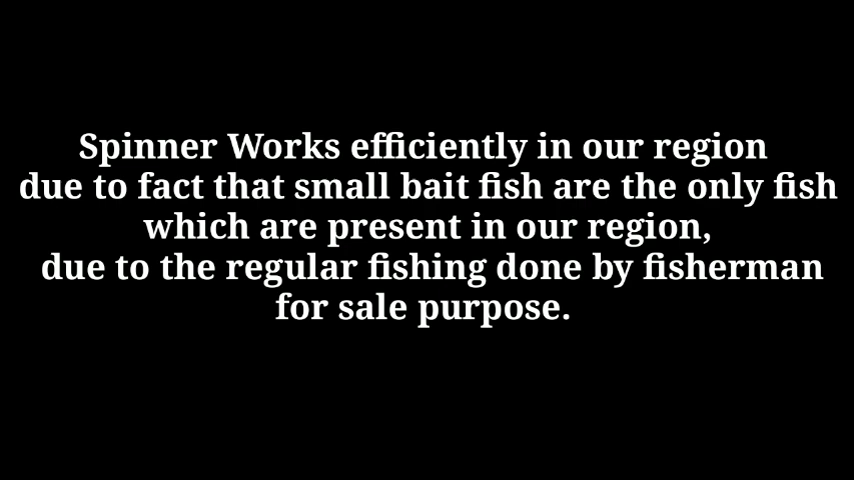 Spinner Works efficiently in our region
due to fact that small bait fish are the only fish
which are present in our region,
due to the regular fishing done by fisherman
for sale purpose.